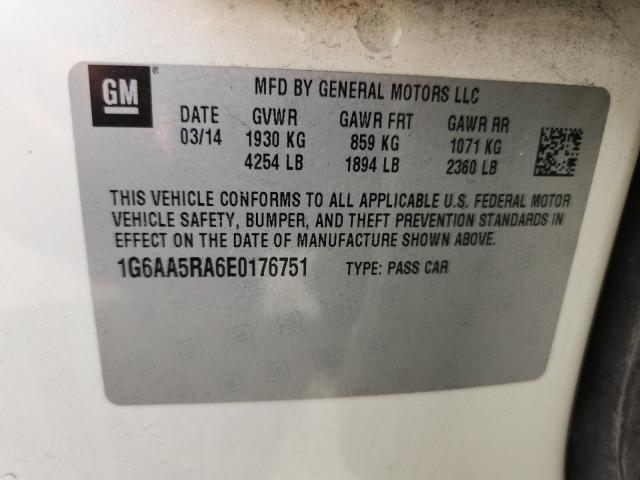 GM
MFD BY GENERAL MOTORS LLC
DATE GVWR GAWR FRT GAWR RR
03/14 1930 KG 859 KG 1071 KG
4254 LB 1894 LB 2360 LB
THIS VEHICLE CONFORMS TO ALL APPLICABLE U.S. FEDERAL MOTOR
VEHICLE SAFETY, BUMPER, AND THEFT PREVENTION STANDARDS IN
EFFECT ON THE DATE OF MANUFACTURE SHOWN ABOVE.
1G6AA5RA6E0176751 TYPE: PASS CAR